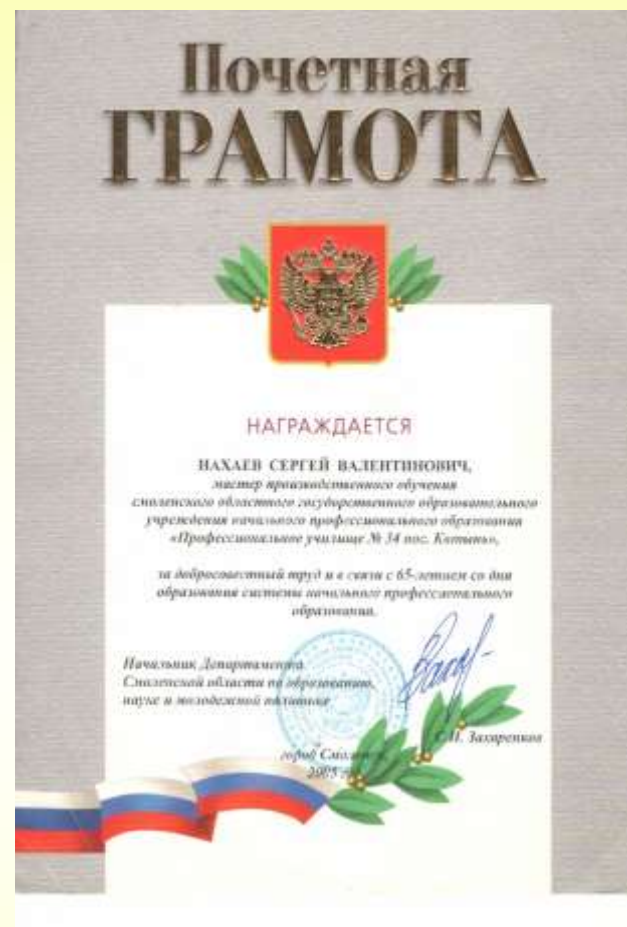 Почетная
ГРАМОТА
НАГРАЖДАЕТСЯ
НАХАЕВ СЕРГЕЙ ВАЛЕНТИНОВИЧ,
мастер производственного обучения
смоленского областного государственного образовательного
учреждения начального профессионального образования
«Профессиональное училище № 34 пос. Катынь»,
за добросовестный труд и в связи с 65-летием со дня
образования системы начального профессионального
образования.
Начальник Департамента
Смоленской области по образованию,
науке и молодежной политике
Захаренков
город Смоленск
2005